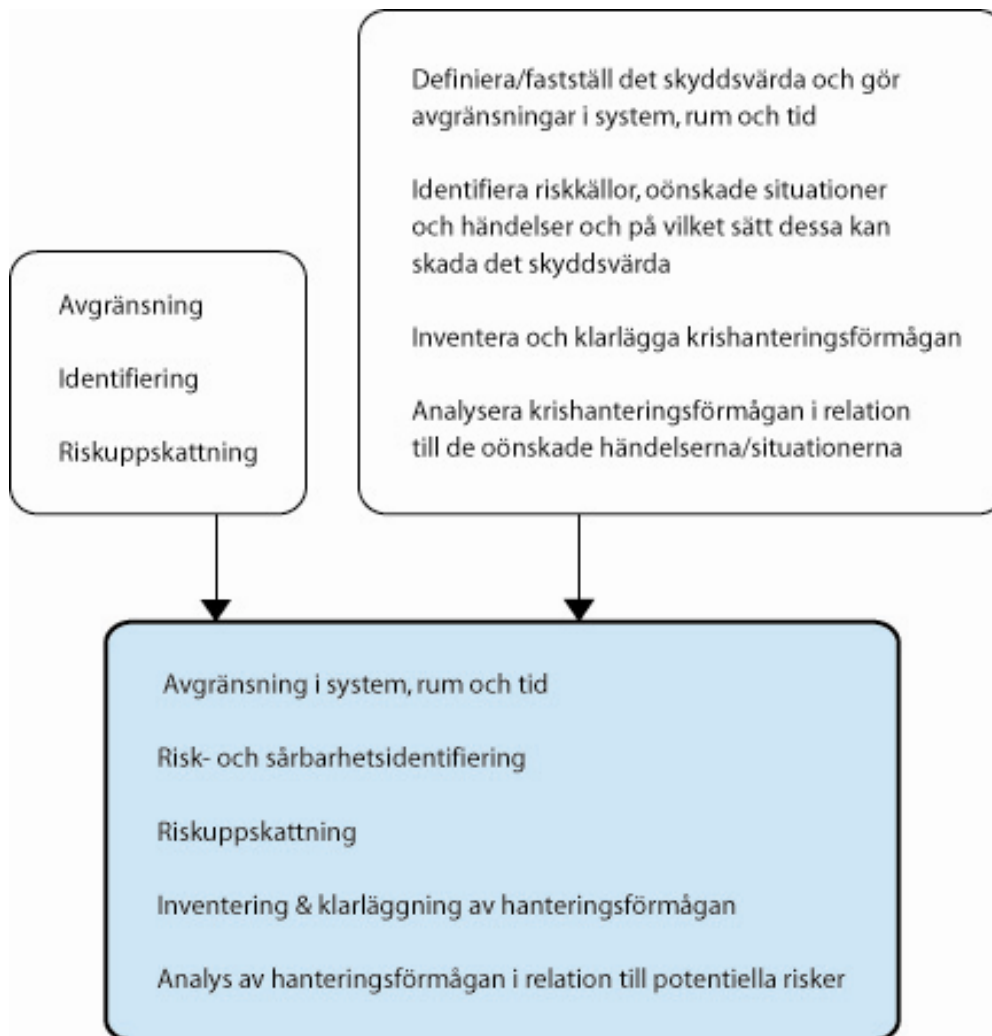 Avgränsning
Identifiering
Riskuppskattning
Definiera/fastställ det skyddsvärda och gör
avgränsningar i system, rum och tid
Identifiera riskkällor, oönskade situationer
och händelser och på vilket sätt dessa kan
skada det skyddsvärda
Inventera och klarlägga krishanteringsförmågan
Analysera krishanteringsförmågan i relation
till de oönskade händelserna/situationerna
Avgränsning i system, rum och tid
Risk- och sårbarhetsidentifiering
Riskuppskattning
Inventering & klarläggning av hanteringsförmågan
Analys av hanteringsförmågan i relation till potentiella risker